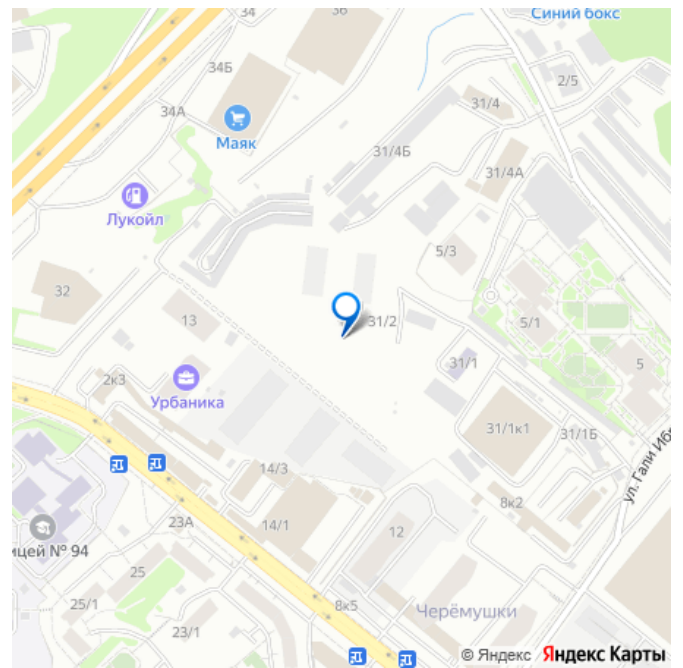 36
Синий бокс
34
34Б
2/5
34А
31/4
Маяк
31/4Б
31/4А
Лукойл
5/3
32
13
31/2
5/1
2к3
31/1
5
Урбаника
31/1к1
31/1Б
ул. Гали Иб
14/3
8к2
23А
14/1
12
ицей № 94
25
25/1
8к5
Черёмушки
23/1
© Яндекс Яндекс Карты